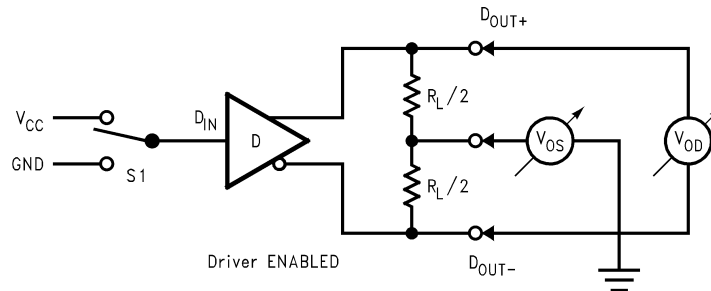 DOUT+
VCC
DIN
RL/2
D
VOS
VOD
GND
S1
RL/2
Driver ENABLED
DOUT-